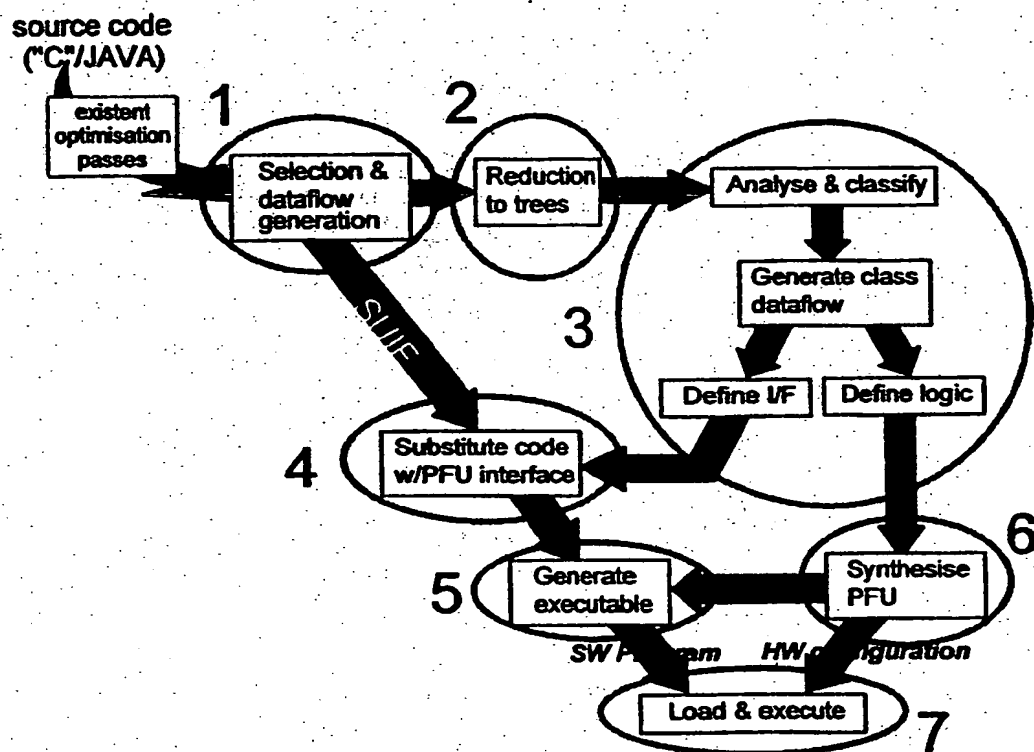 source code
("C"/JAVA)
existent
optimisation
passes
1
Selection &
dataflow
generation
2
Reduction
to trees
Analyse & classify
Generate class
dataflow
3
Define I/F
Define logic
SUIF
4
Substitute code
w/PFU interface
5
Generate
executable
6
Synthesise
PFU
SW
HW
Load & execute
7